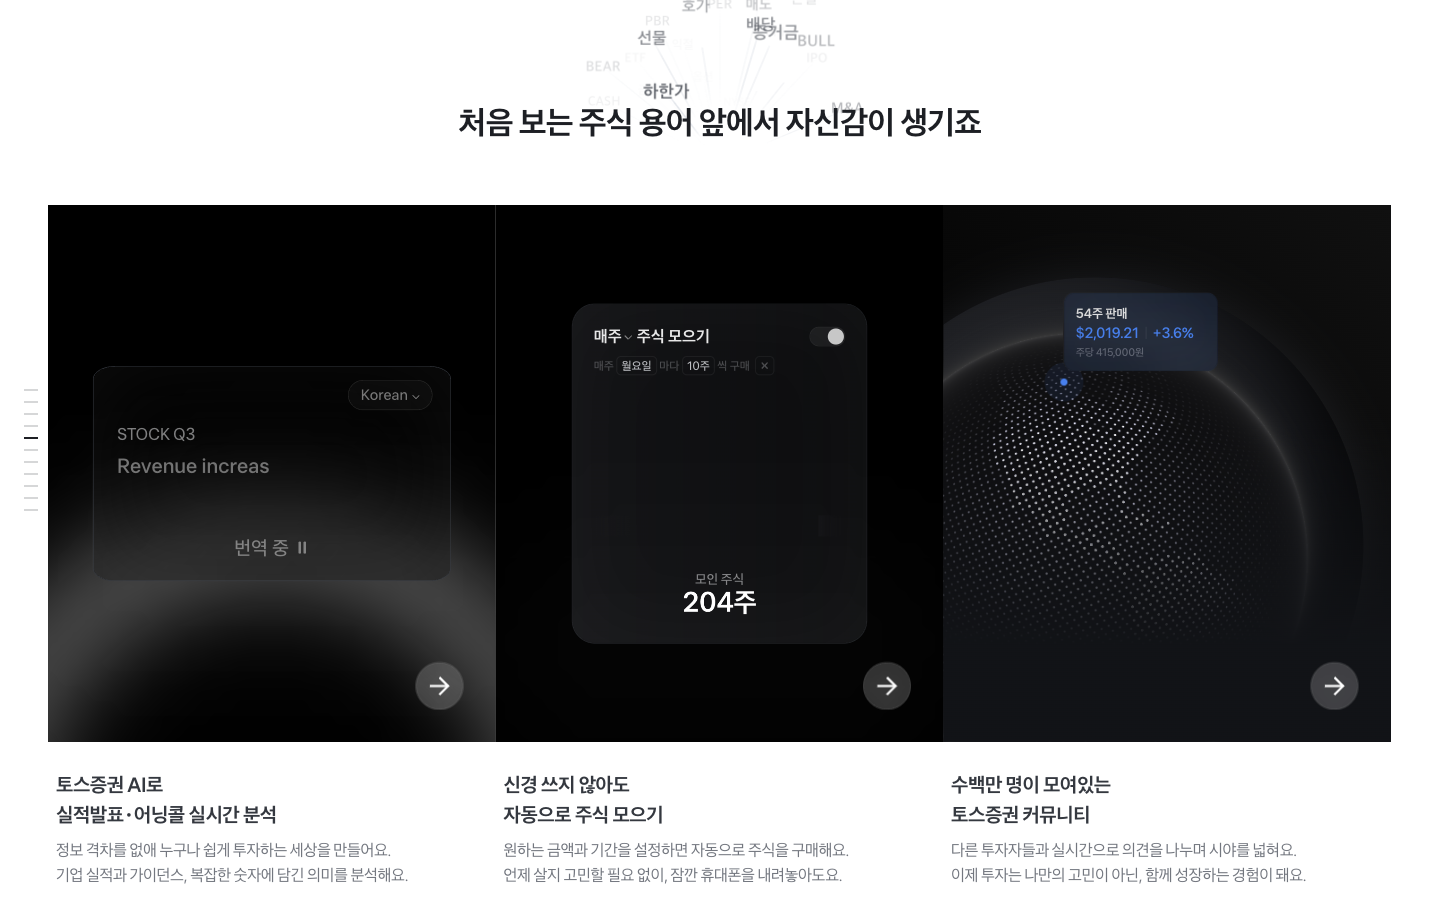 호가
PER
매도
PBR
배당
선물
증거금
BULL
ETF
IPO
BEAR
하한가
CASH
M&A
처음 보는 주식 용어 앞에서 자신감이 생기죠
Korean
STOCK Q3
Revenue increas
번역 중
매주 주식 모으기
매주 월요일 마다 10주 씩 구매
모인 주식
204주
54주 판매
$2,019.21 +3.6%
주당 415,000원
토스증권 AI로
실적발표·어닝콜 실시간 분석
정보 격차를 없애 누구나 쉽게 투자하는 세상을 만들어요.
기업 실적과 가이던스, 복잡한 숫자에 담긴 의미를 분석해요.
신경 쓰지 않아도
자동으로 주식 모으기
원하는 금액과 기간을 설정하면 자동으로 주식을 구매해요.
언제 살지 고민할 필요 없이, 잠깐 휴대폰을 내려놓아도요.
수백만 명이 모여있는
토스증권 커뮤니티
다른 투자자들과 실시간으로 의견을 나누며 시야를 넓혀요.
이제 투자는 나만의 고민이 아닌, 함께 성장하는 경험이 돼요.